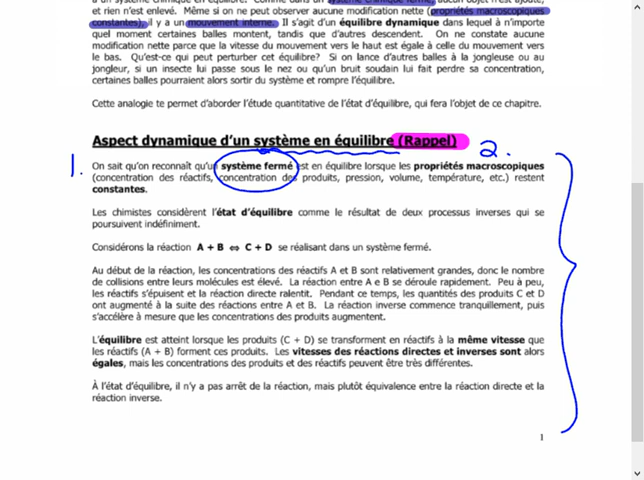 et rien n'est enlevé. Même si on ne peut observer aucune modification nette (propriétés macroscopiques
constantes), il y a un mouvement interne. Il s'agit d'un équilibre dynamique dans lequel à n'importe
quel moment certaines balles montent, tandis que d'autres descendent. On ne constate aucune
modification nette parce que la vitesse du mouvement vers le haut est égale à celle du mouvement vers
le bas. Qu'est-ce qui peut perturber cet équilibre? Si on lance d'autres balles à la jongleuse ou au
jongleur, si un insecte lui passe sous le nez ou qu'un bruit soudain lui fait perdre sa concentration,
certaines balles pourraient alors sortir du système et rompre l'équilibre.
Cette analogie te permet d'aborder l'étude quantitative de l'état d'équilibre, qui fera l'objet de ce chapitre.
Aspect dynamique d'un système en équilibre (Rappel)
1.
2.
On sait qu'on reconnaît qu'un système fermé est en équilibre lorsque les propriétés macroscopiques
(concentration des réactifs, concentration des produits, pression, volume, température, etc.) restent
constantes.
Les chimistes considèrent l'état d'équilibre comme le résultat de deux processus inverses qui se
poursuivent indéfiniment.
Considérons la réaction A + B ⇔ C + D se réalisant dans un système fermé.
Au début de la réaction, les concentrations des réactifs A et B sont relativement grandes, donc le nombre
de collisions entre leurs molécules est élevé. La réaction entre A et B se déroule rapidement. Peu à peu,
les réactifs s'épuisent et la réaction directe ralentit. Pendant ce temps, les quantités des produits C et D
ont augmenté à la suite des réactions entre A et B. La réaction inverse commence tranquillement, puis
s'accélère à mesure que les concentrations des produits augmentent.
L'équilibre est atteint lorsque les produits (C + D) se transforment en réactifs à la même vitesse que
les réactifs (A + B) forment ces produits. Les vitesses des réactions directes et inverses sont alors
égales, mais les concentrations des produits et des réactifs peuvent être très différentes.
À l'état d'équilibre, il n'y a pas arrêt de la réaction, mais plutôt équivalence entre la réaction directe et la
réaction inverse.
1